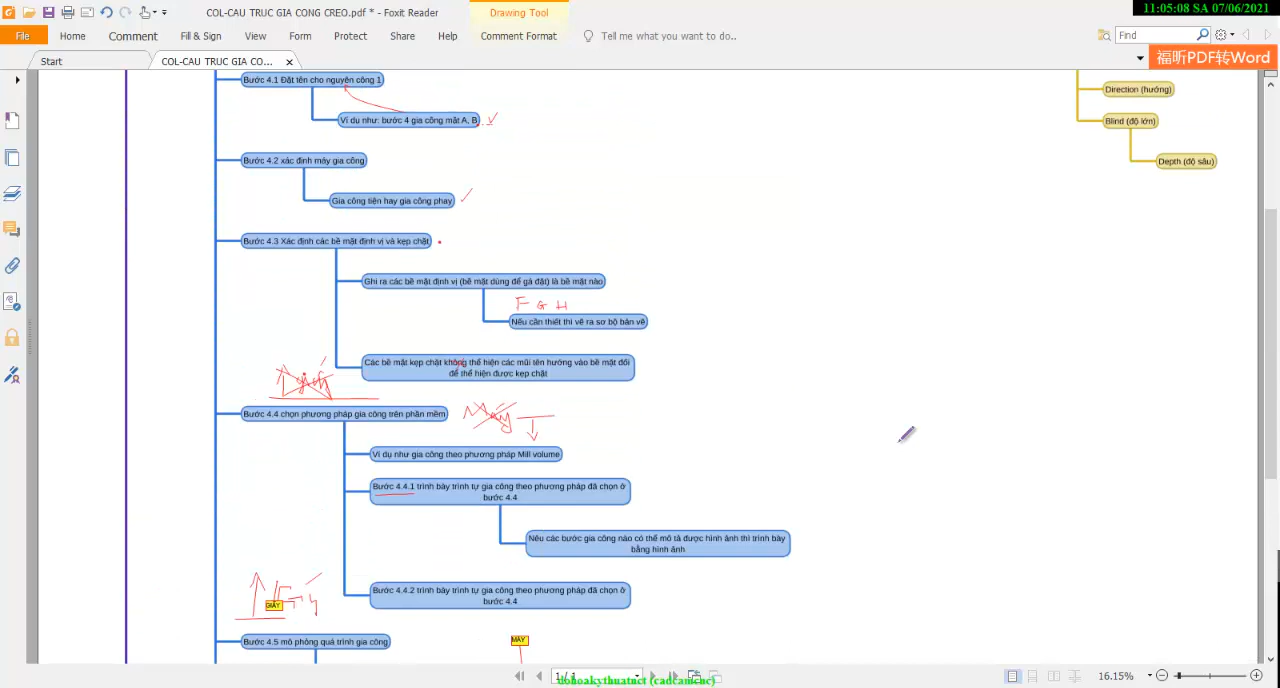 11:05:08 SA 07/06/2021
COL-CAU TRUC GIA CONG CREO.pdf * - Foxit Reader
Drawing Tool
File
Home
Comment
Fill & Sign
View
Form
Protect
Share
Help
Comment Format
Tell me what you want to do..
Find
Start
COL-CAU TRUC GIA CO...
福昕PDF转Word
Bước 4.1 Đặt tên cho nguyên công 1
Direction (hướng)
Ví dụ như: bước 4 gia công mặt A, B
Blind (độ lớn)
Bước 4.2 xác định máy gia công
Depth (độ sâu)
Gia công tiện hay gia công phay
Bước 4.3 Xác định các bề mặt định vị và kẹp chặt
Ghi ra các bề mặt định vị (bề mặt dùng để gá đặt) là bề mặt nào
F G H
Nếu cần thiết thì vẽ ra sơ bộ bản vẽ
Các bề mặt kẹp chặt không thể hiện các mũi tên hướng vào bề mặt đối
để thể hiện được kẹp chặt
Bước 4.4 chọn phương pháp gia công trên phần mềm
Máy
Ví dụ như gia công theo phương pháp Mill volume
Bước 4.4.1 trình bày trình tự gia công theo phương pháp đã chọn ở
bước 4.4
Nếu các bước gia công nào có thể mô tả được hình ảnh thì trình bày
bằng hình ảnh
Bước 4.4.2 trình bày trình tự gia công theo phương pháp đã chọn ở
bước 4.4
GIẤY
Bước 4.5 mô phỏng quá trình gia công
MÁY
1 / 1
dohoakythuatnct (cadcamcnc)
16.15%